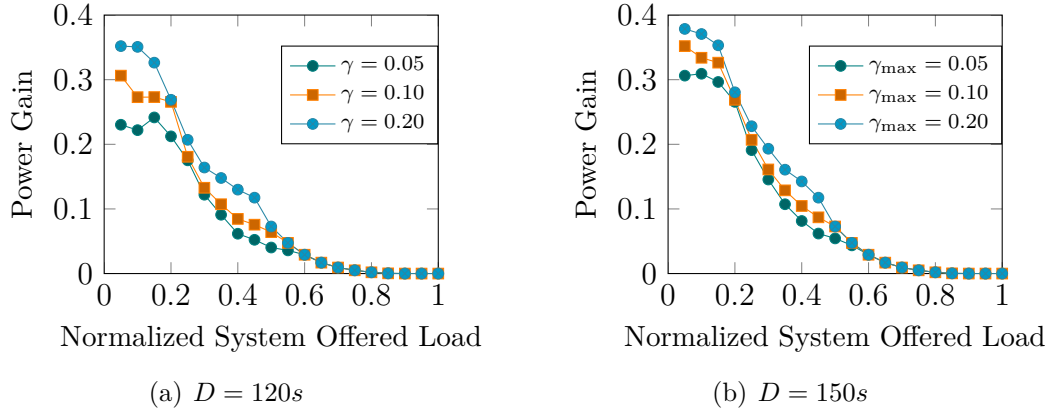 0.4
0.3
0.2
0.1
0
Power Gain
0 0.2 0.4 0.6 0.8 1
Normalized System Offered Load
γ = 0.05
γ = 0.10
γ = 0.20
(a) D = 120s
0.4
0.3
0.2
0.1
0
Power Gain
0 0.2 0.4 0.6 0.8 1
Normalized System Offered Load
γmax = 0.05
γmax = 0.10
γmax = 0.20
(b) D = 150s